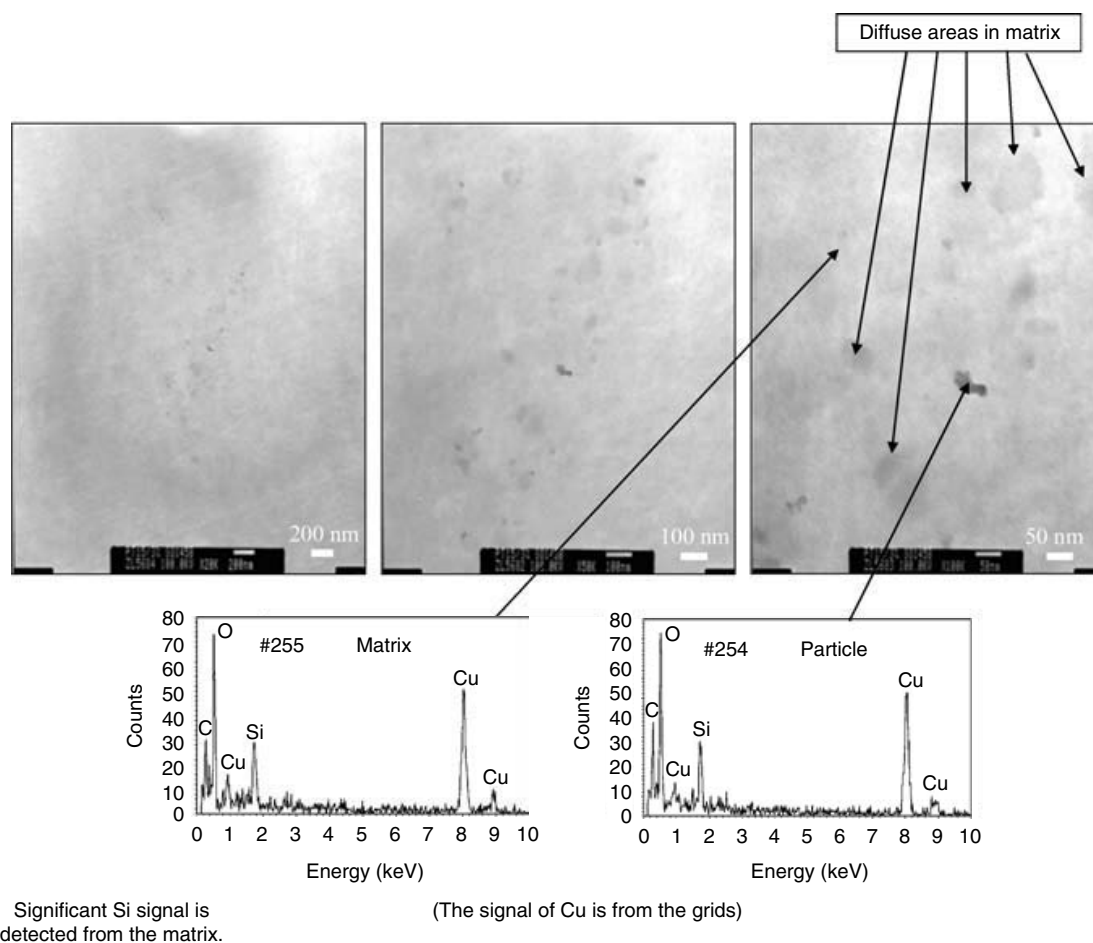 Diffuse areas in matrix
200 nm
100 nm
50 nm
80
70
60
50
40
30
20
10
0
Counts
O
C
Cu
Si
Cu
Cu
#255 Matrix
0 1 2 3 4 5 6 7 8 9 10
Energy (keV)
80
70
60
50
40
30
20
10
0
Counts
O
C
Cu
Si
Cu
Cu
#254 Particle
0 1 2 3 4 5 6 7 8 9 10
Energy (keV)
Significant Si signal is
detected from the matrix.
(The signal of Cu is from the grids)